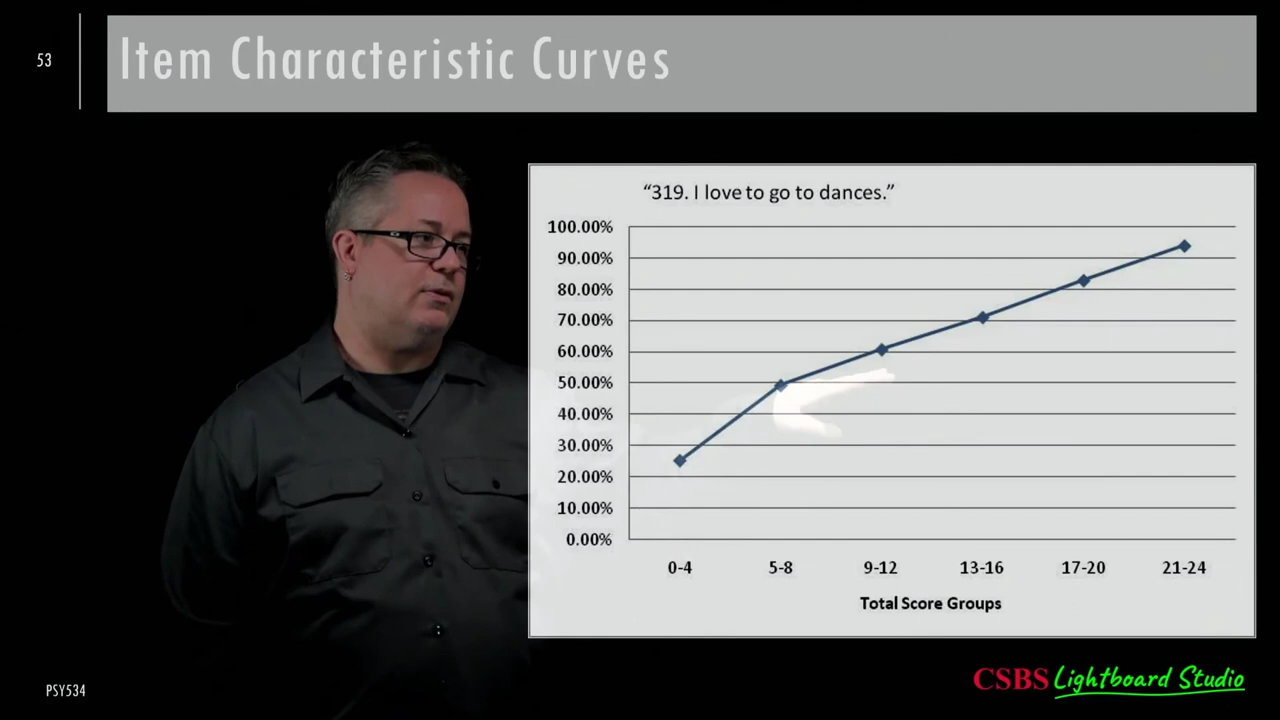 53
Item Characteristic Curves
“319. I love to go to dances.”
100.00%
90.00%
80.00%
70.00%
60.00%
50.00%
40.00%
30.00%
20.00%
10.00%
0.00%
0-4 5-8 9-12 13-16 17-20 21-24
Total Score Groups
PSY534
CSBS Lightboard Studio